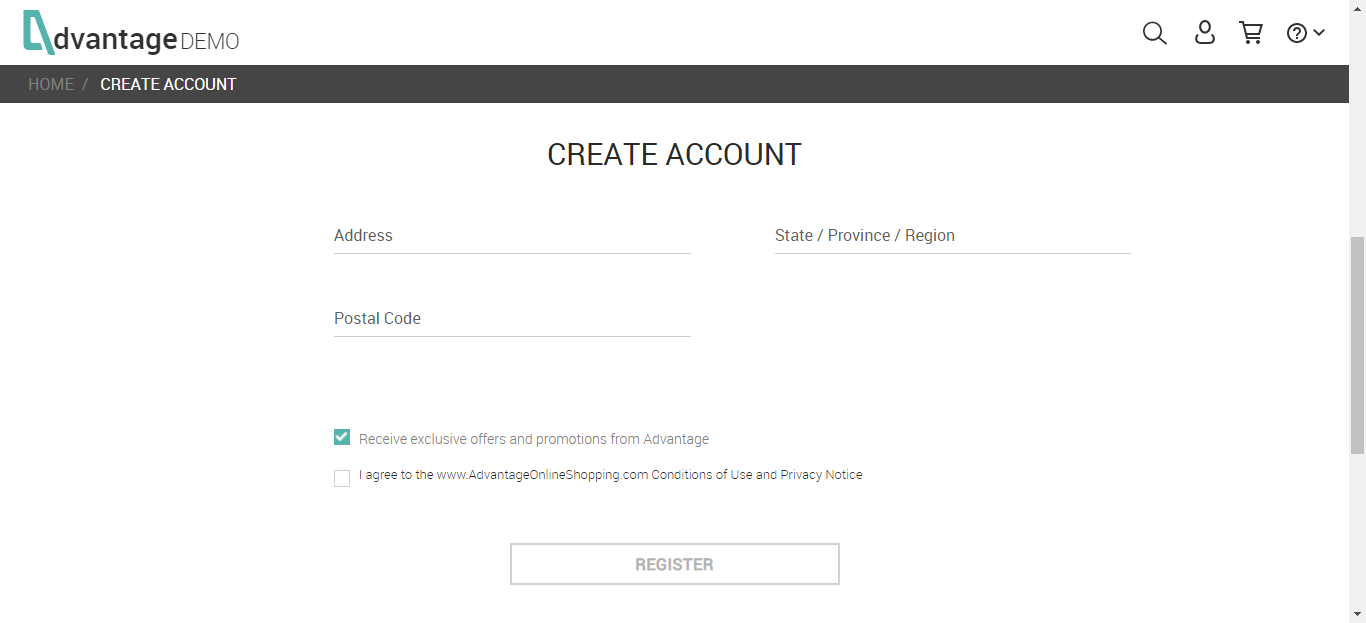 dvantage DEMO
HOME / CREATE ACCOUNT
CREATE ACCOUNT
Address
State / Province / Region
Postal Code
Receive exclusive offers and promotions from Advantage
I agree to the www.AdvantageOnlineShopping.com Conditions of Use and Privacy Notice
REGISTER